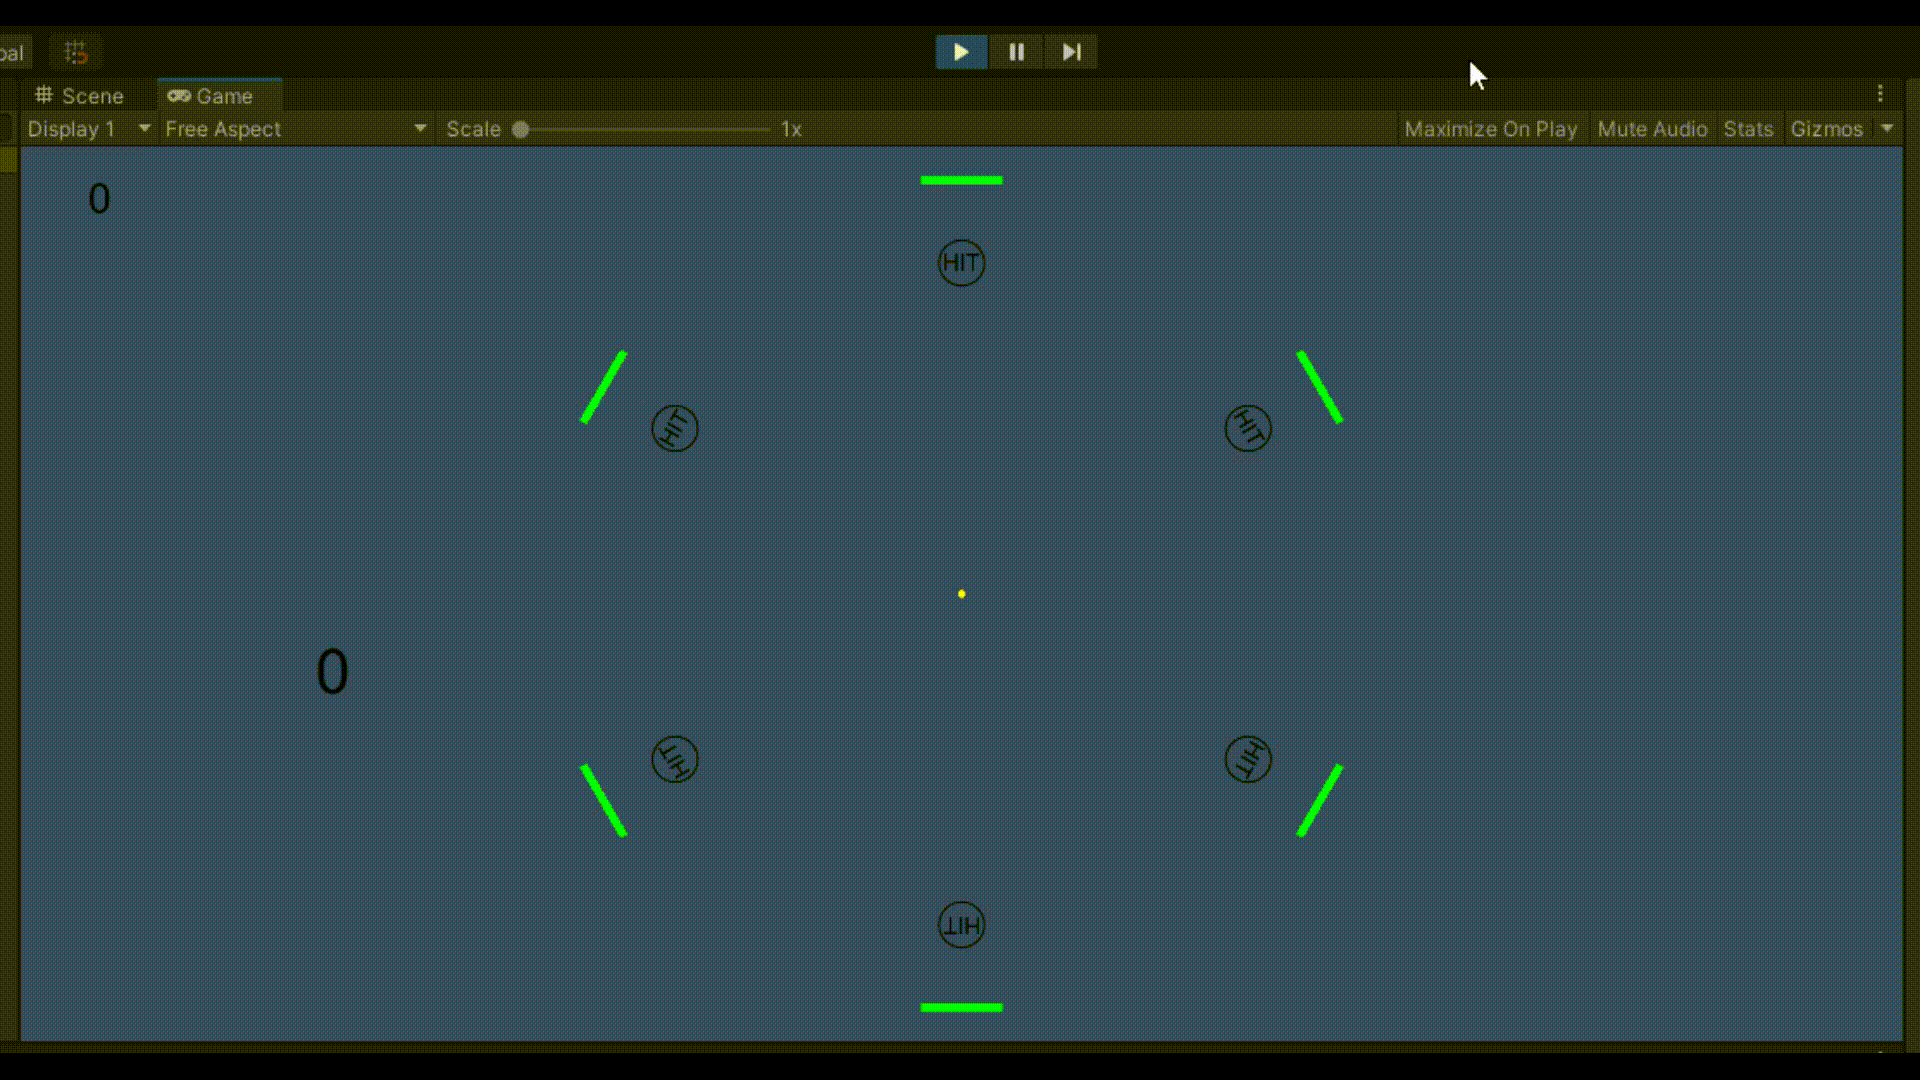 bal
Scene Game
Display 1 Free Aspect Scale 1x Maximize On Play Mute Audio Stats Gizmos
0
HIT
HIT HIT
0
HIT HIT
HIT